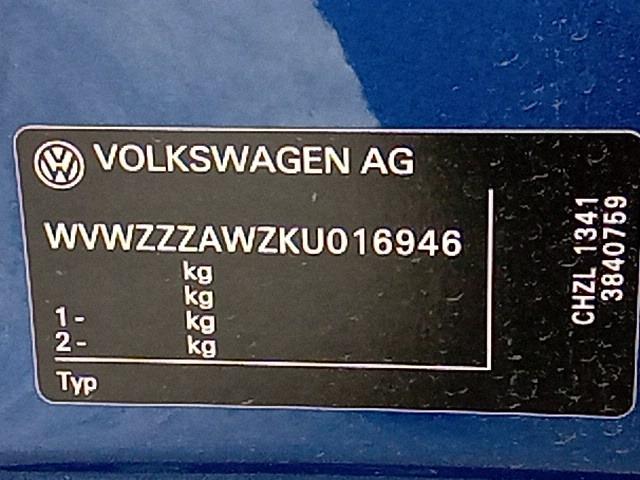 VOLKSWAGEN AG
WVWZZZAWZKU016946
kg
kg
1- kg
2- kg
Typ
CHZL 1341
3840759